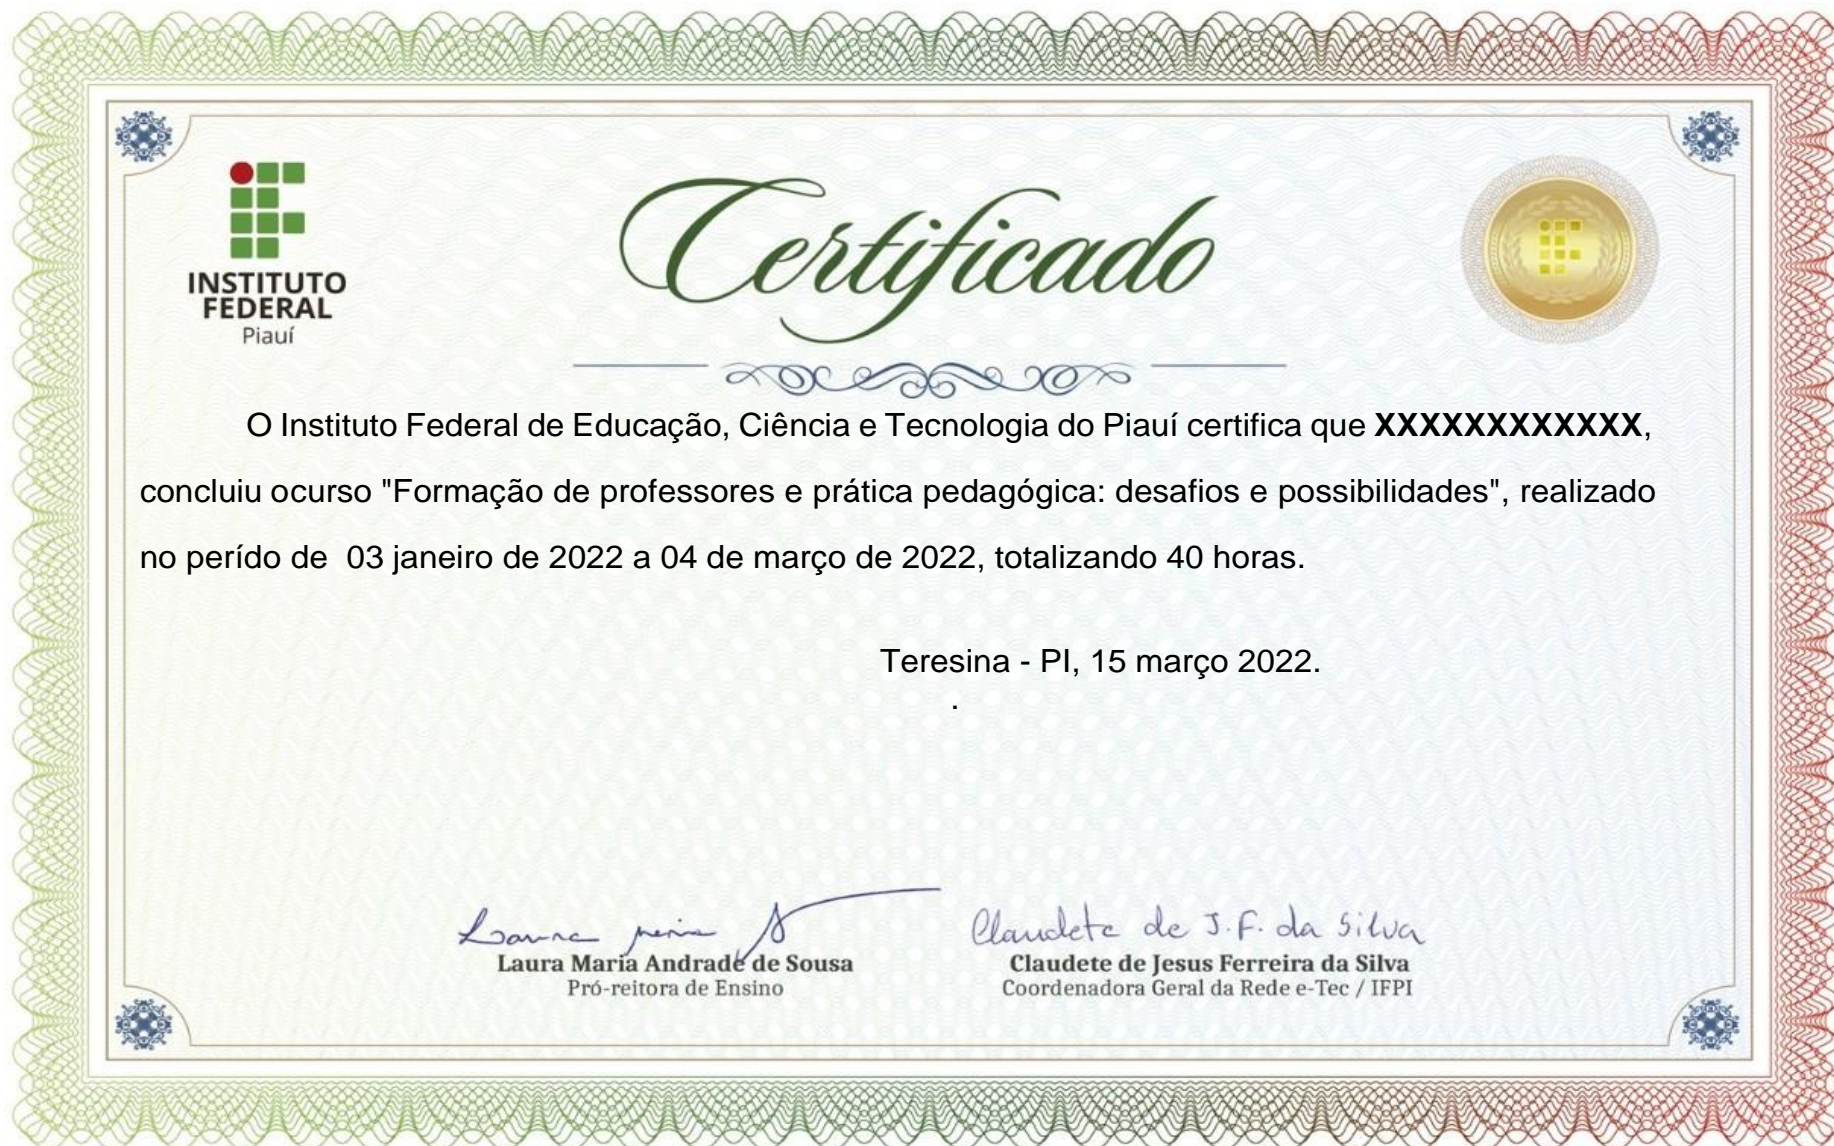 INSTITUTO
FEDERAL
Piauí
Certificado
O Instituto Federal de Educação, Ciência e Tecnologia do Piauí certifica que XXXXXXXXXXXX,
concluiu ocurso "Formação de professores e prática pedagógica: desafios e possibilidades", realizado
no perído de 03 janeiro de 2022 a 04 de março de 2022, totalizando 40 horas.
Teresina - PI, 15 março 2022.
.
Laura Maria
Claudete de J. F. da Silva
Laura Maria Andrade de Sousa
Pró-reitora de Ensino
Claudete de Jesus Ferreira da Silva
Coordenadora Geral da Rede e-Tec / IFPI